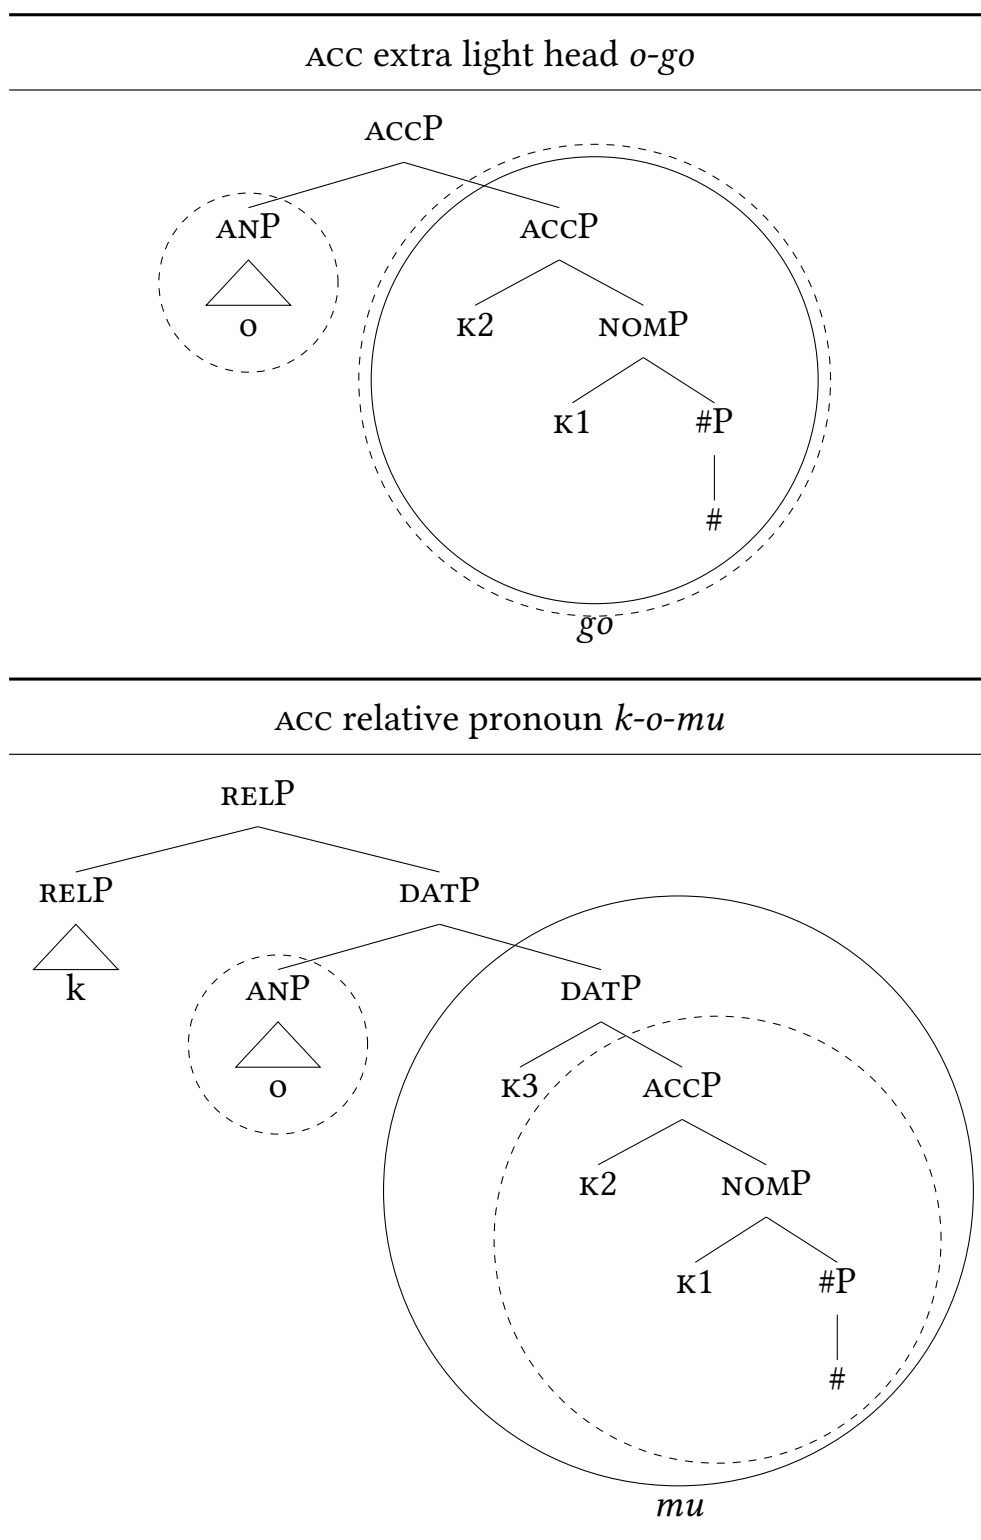 ACC extra light head o-go
ACCP
ANP ACCP
o K2 NOMP
K1 #P
#
go
ACC relative pronoun k-o-mu
RELP
RELP DATP
k ANP DATP
o K3 ACCP
K2 NOMP
K1 #P
#
mu